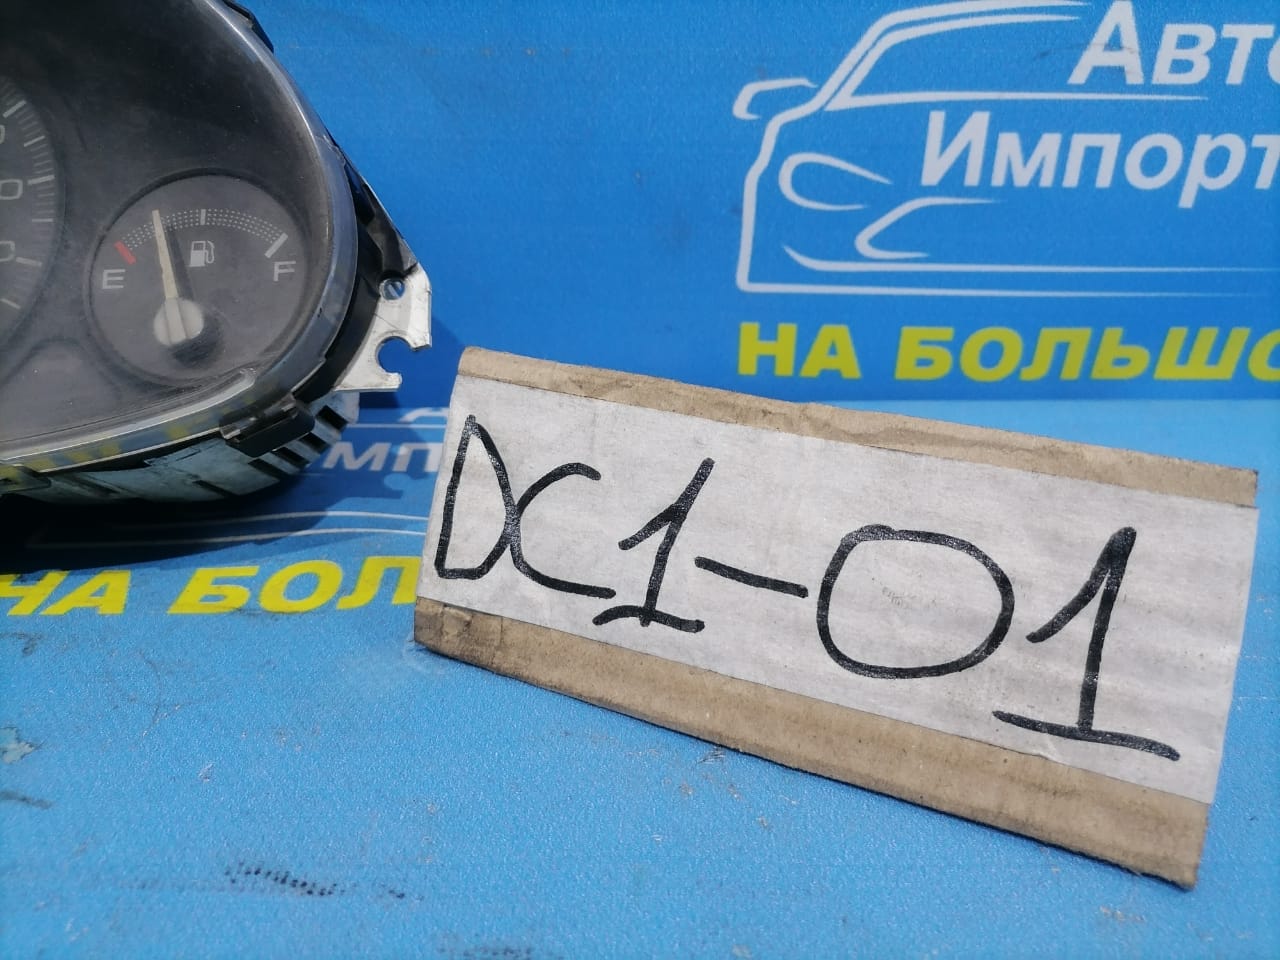 Авто
Импорт
НА БОЛЬШО
E
F
НА БОЛ
DC1-01